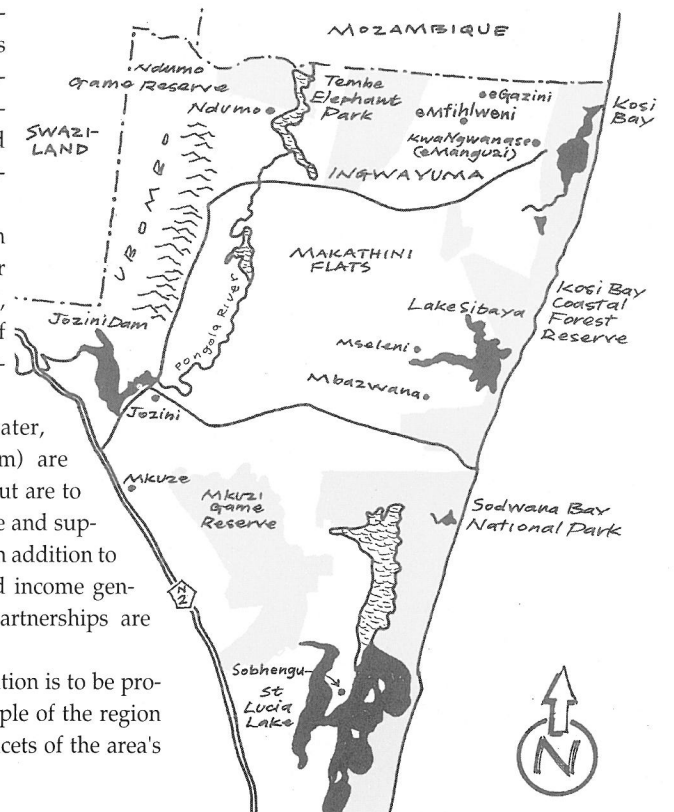 MOZAMBIQUE
Ndumo
Game Reserve
Ndumo
Tembe
Elephant
Park
eGazini
eMfihlweni
KwaNgwanase
(eManguzi)
Kosi
Bay
SWAZI-
LAND
INGWAVUMA
UBOMBO
MAKATHINI
FLATS
Pongola River
Kosi Bay
Coastal
Forest
Reserve
Lake Sibaya
Jozini Dam
Mseleni
Mbazwana
Jozini
ater,
m) are
ut are to
e and sup-
n addition to
d income gen-
artnerships are
Mkuze
Mkuzi
Game
Reserve
Sodwana Bay
National Park
N2
tion is to be pro-
ple of the region
cets of the area's
Sobhengu
St
Lucia
Lake
N